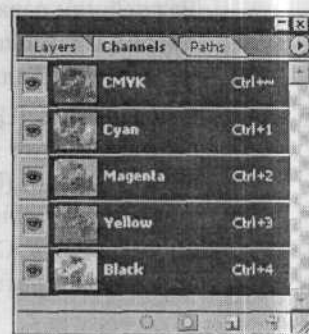 Layers Channels Paths
CMYK Ctrl+~
Cyan Ctrl+1
Magenta Ctrl+2
Yellow Ctrl+3
Black Ctrl+4